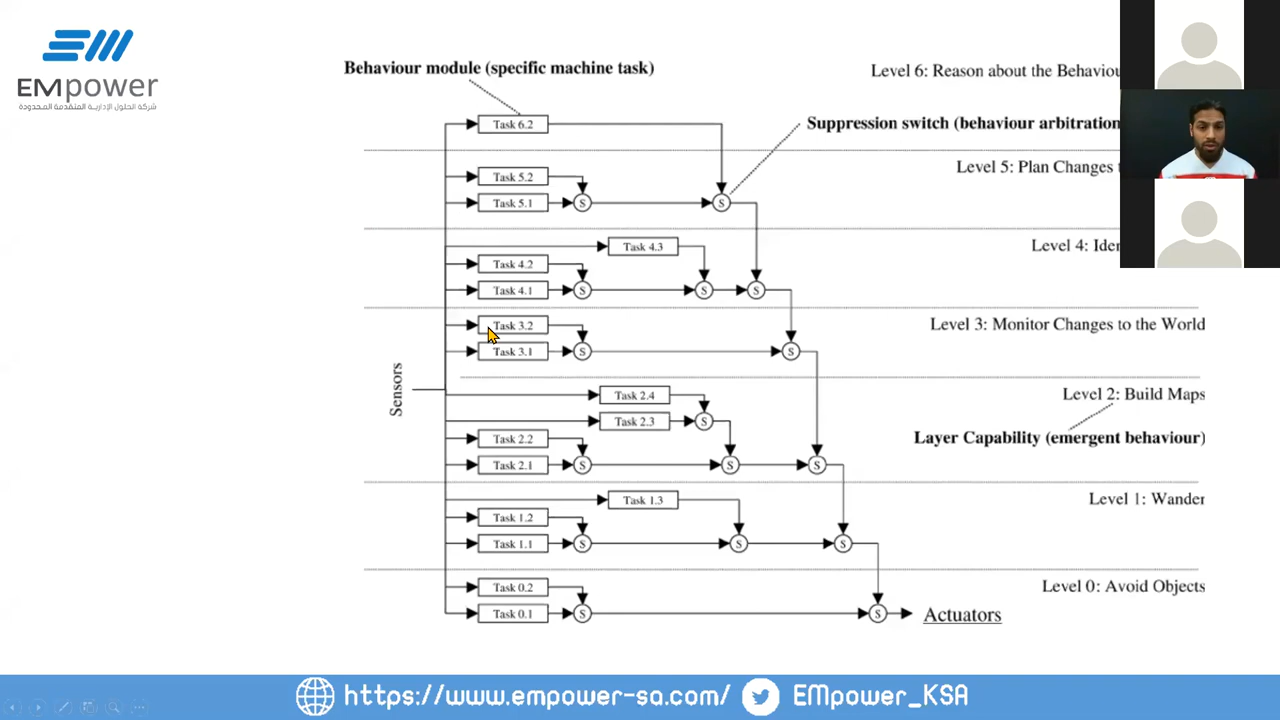 EMpower
شركة الحلول الإدارية المتقدمة المحدودة
Behaviour module (specific machine task)
Level 6: Reason about the Behaviou
Task 6.2
Suppression switch (behaviour arbitration
Level 5: Plan Changes
Task 5.2
Task 5.1
S
S
Level 4: Ide
Task 4.3
Task 4.2
Task 4.1
S
S
S
Level 3: Monitor Changes to the World
Task 3.2
Task 3.1
S
S
Sensors
Level 2: Build Maps
Task 2.4
Task 2.3
S
Layer Capability (emergent behaviour)
Task 2.2
Task 2.1
S
S
S
Level 1: Wander
Task 1.3
Task 1.2
Task 1.1
S
S
S
Level 0: Avoid Objects
Task 0.2
Task 0.1
S
S
Actuators
https://www.empower-sa.com/
EMpower_KSA